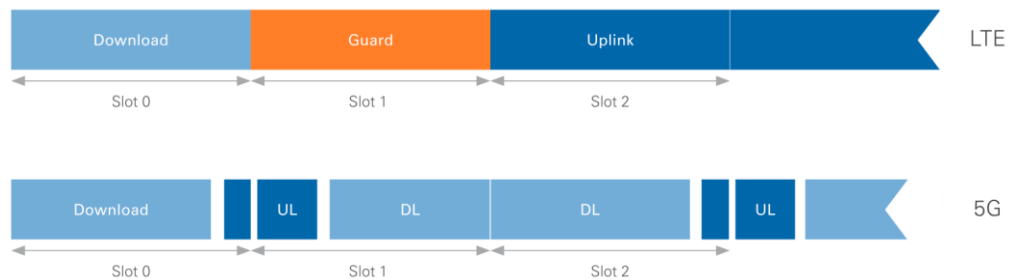 Download Guard Uplink LTE
Slot 0 Slot 1 Slot 2
Download UL DL DL UL 5G
Slot 0 Slot 1 Slot 2